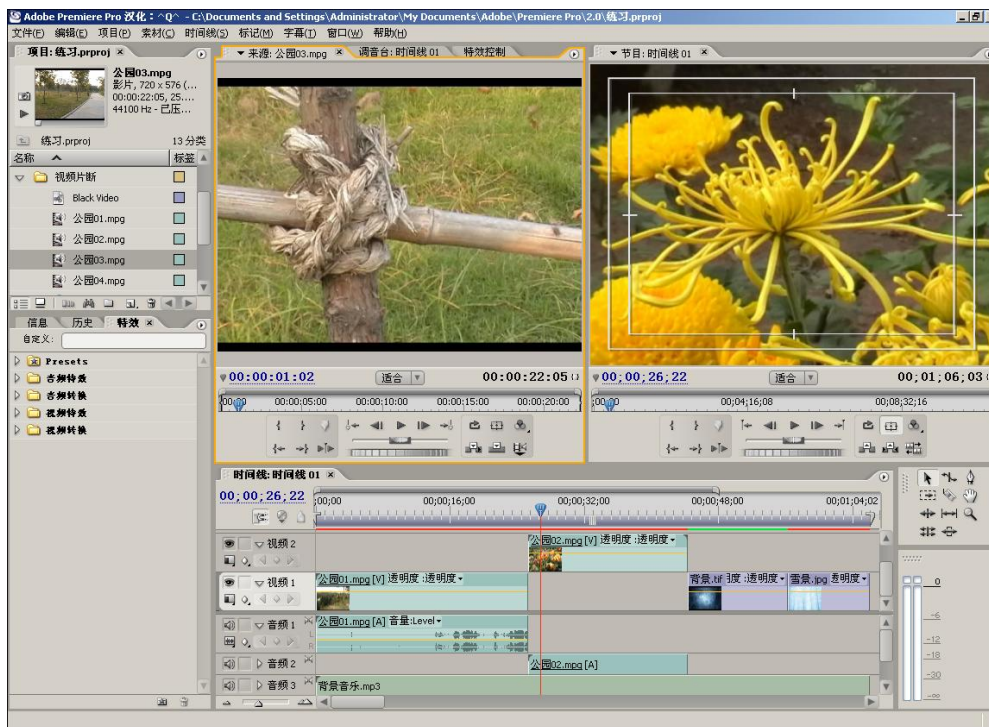 Adobe Premiere Pro 汉化：^Q^ - C:\Documents and Settings\Administrator\My Documents\Adobe\Premiere Pro\2.0\练习.prproj
文件(F) 编辑(E) 项目(P) 素材(C) 时间线(S) 标记(M) 字幕(T) 窗口(W) 帮助(H)
项目: 练习.prproj
公园03.mpg
影片, 720 x 576 (...
00:00:22:05, 25....
44100 Hz - 已压...
练习.prproj 13 分类
名称 标签
视频片断
Black Video
公园01.mpg
公园02.mpg
公园03.mpg
公园04.mpg
信息 历史 特效
自定义:
Presets
音频特效
音频转换
视频特效
视频转换
来源: 公园03.mpg 调音台: 时间线 01 特效控制
00:00:01:02 适合 00:00:22:05
00:00 00:00:05:00 00:00:10:00 00:00:15:00 00:00:20:00
节目: 时间线 01
00;00;26;22 适合 00;01;06;03
;00;00 00;04;16;08 00;08;32;16
时间线: 时间线 01
00;00;26;22
;00;00 00;00;16;00 00;00;32;00 00;00;48;00 00;01;04;02
视频 2
公园02.mpg [V] 透明度 :透明度
视频 1
公园01.mpg [V] 透明度 :透明度
背景.tif 明度 :透明度
雪景.jpg 透明度
音频 1
公园01.mpg [A] 音量:Level
L
R
音频 2
公园02.mpg [A]
音频 3
背景音乐.mp3
0
-6
-12
-18
-30
-∞